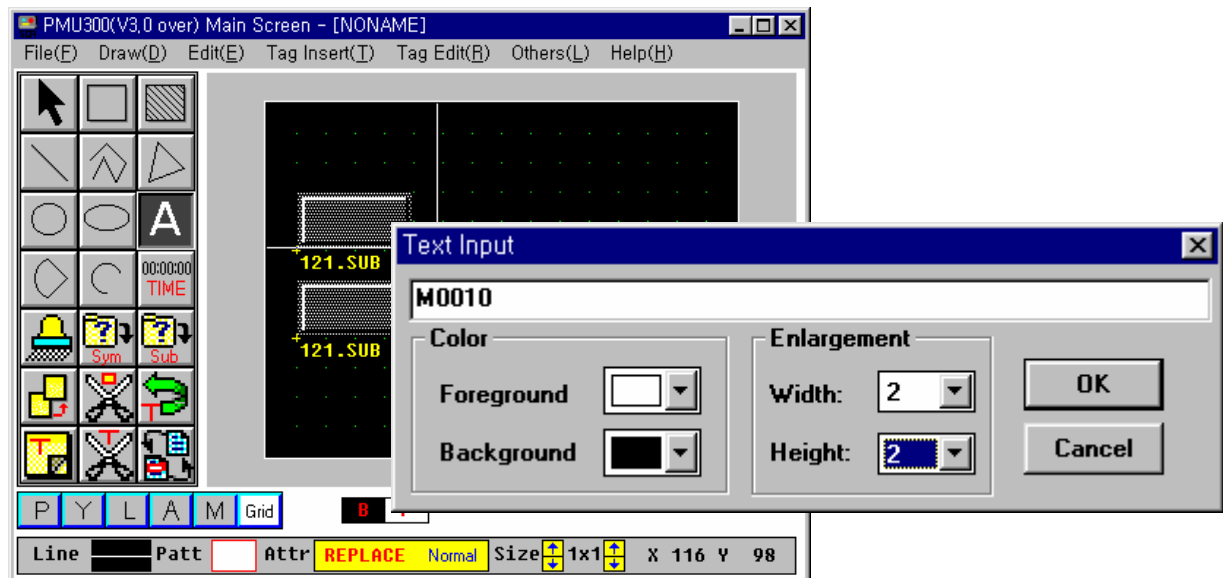 PMU300(V3,0 over) Main Screen - [NONAME]
File(F) Draw(D) Edit(E) Tag Insert(T) Tag Edit(R) Others(L) Help(H)
A
00:00:00
TIME
Sym
Sub
T
T
T
121.SUB
121.SUB
Text Input
M0010
Color
Foreground
Background
Enlargement
Width: 2
Height: 2
OK
Cancel
P Y L A M Grid
B
Line Patt Attr REPLACE Normal Size 1x1 X 116 Y 98